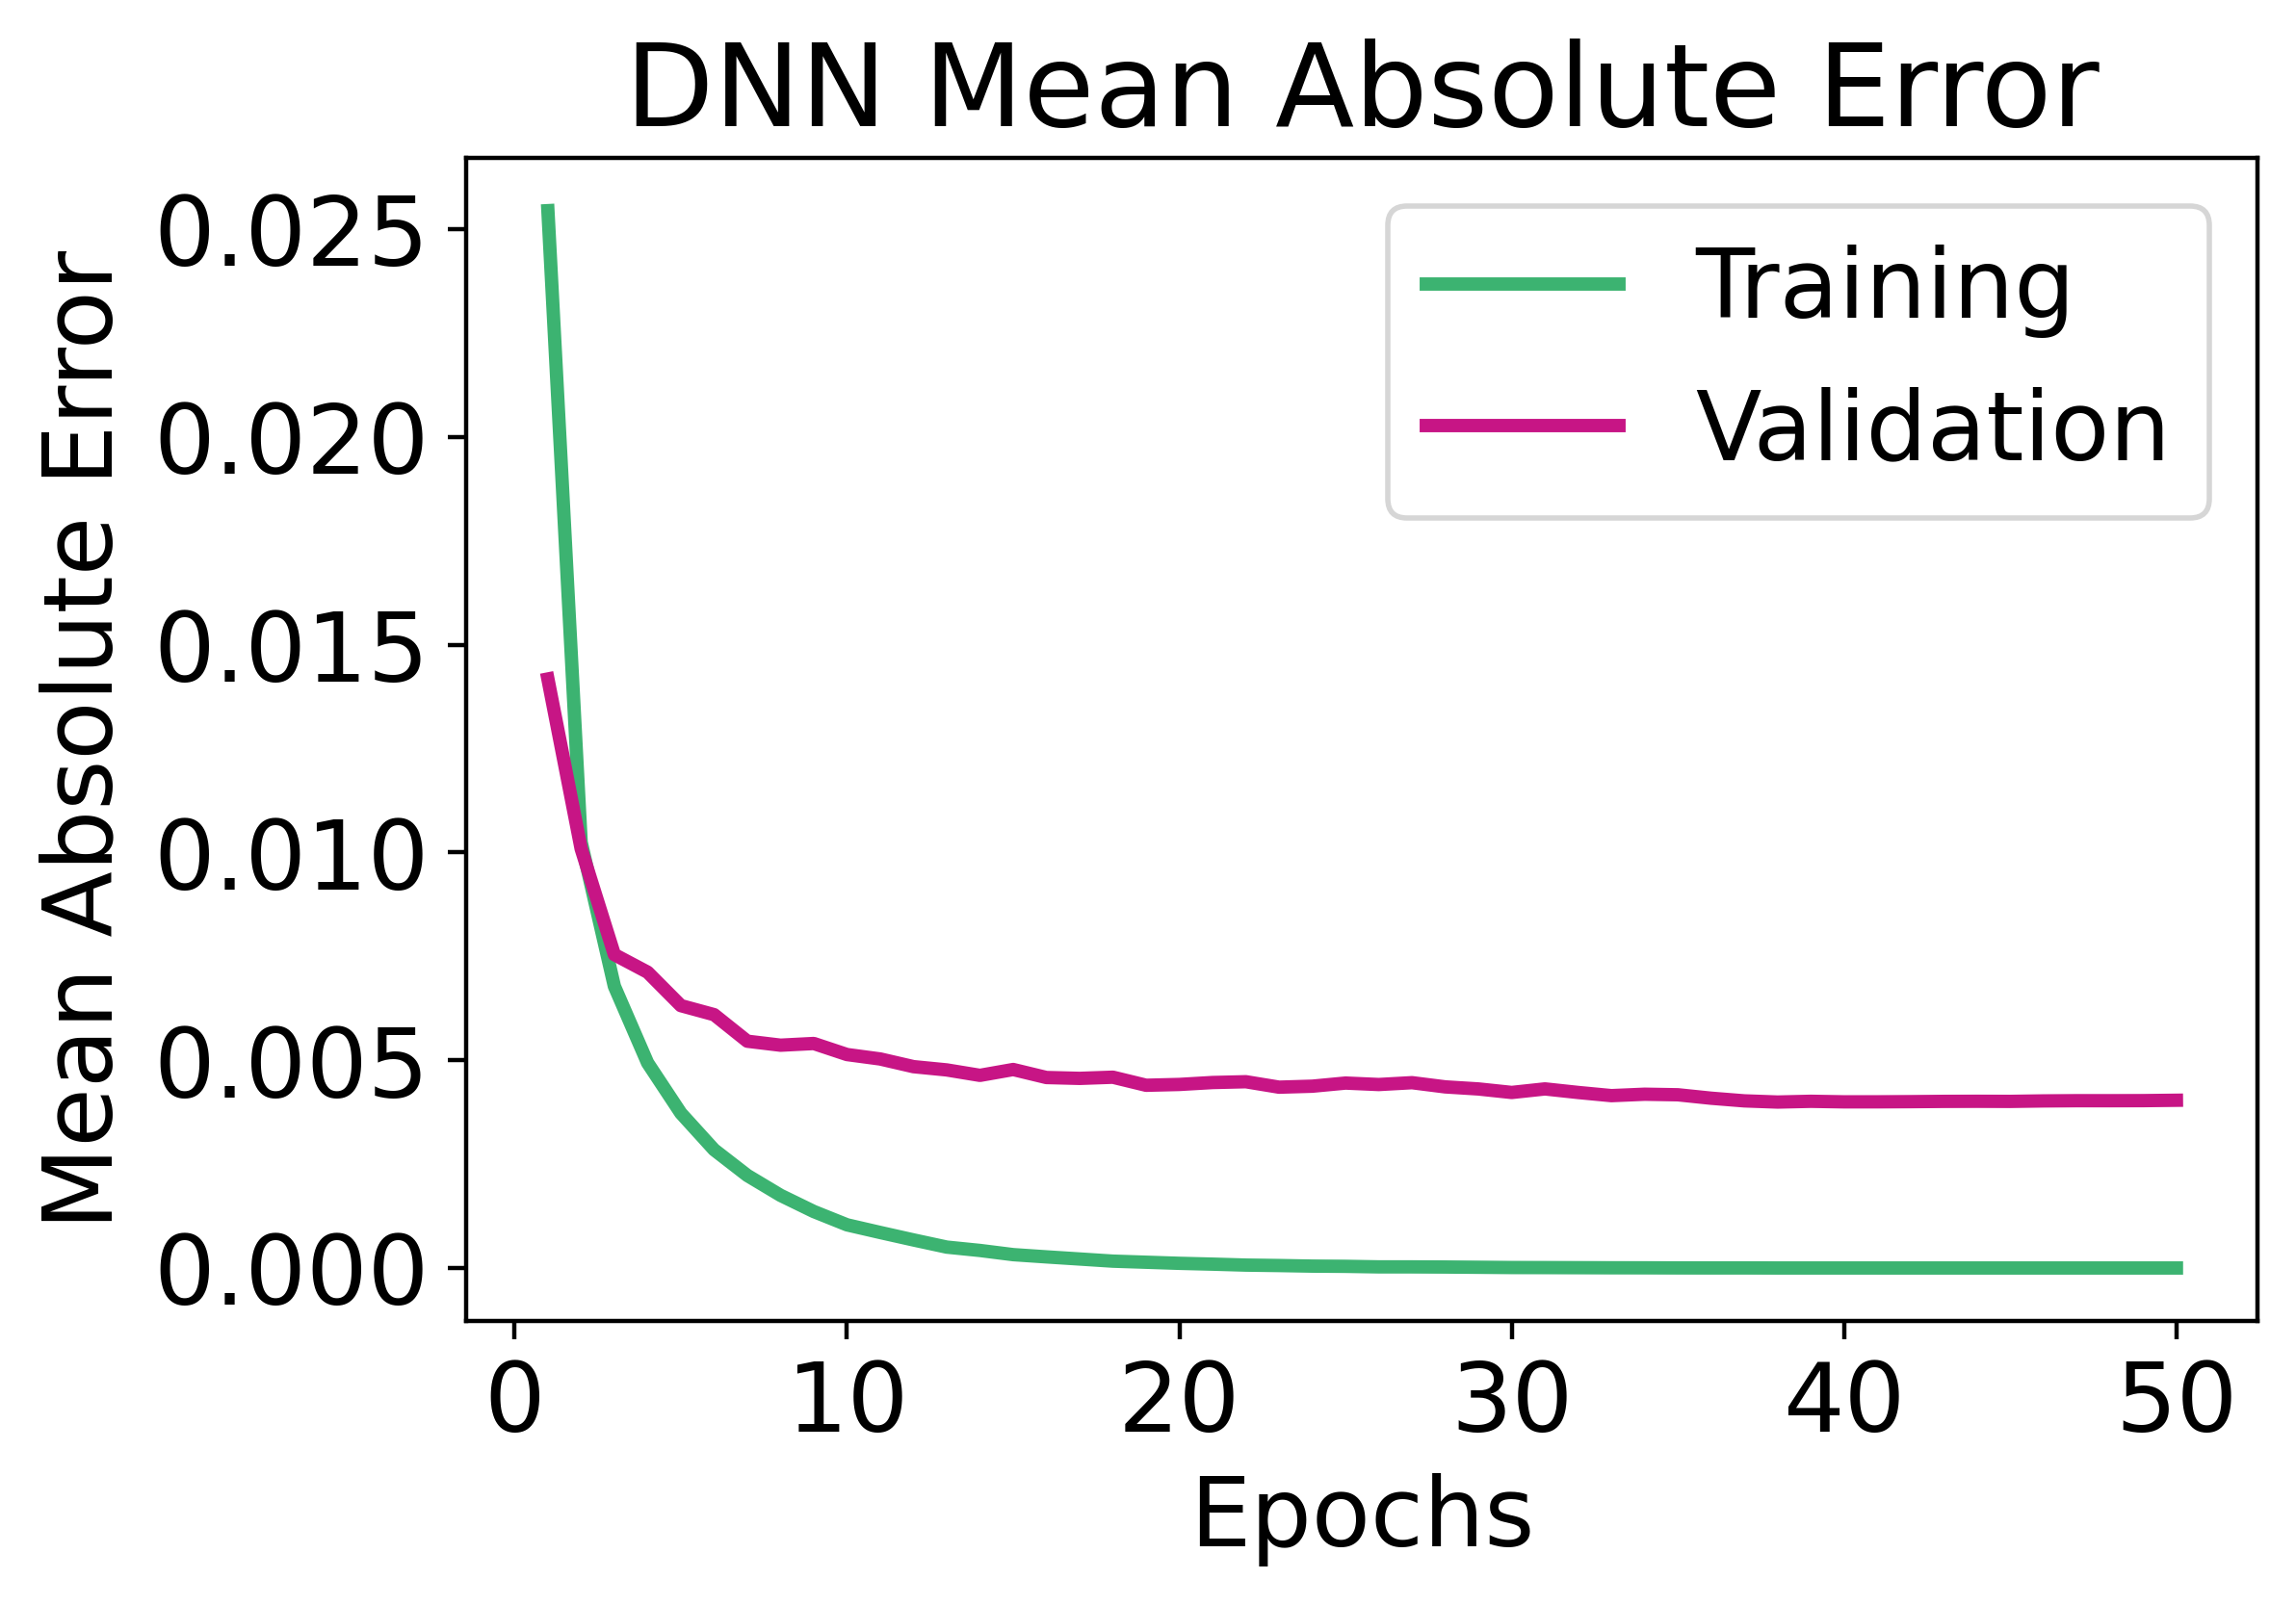 DNN Mean Absolute Error
Mean Absolute Error
0.025
0.020
0.015
0.010
0.005
0.000
Training
Validation
0 10 20 30 40 50
Epochs